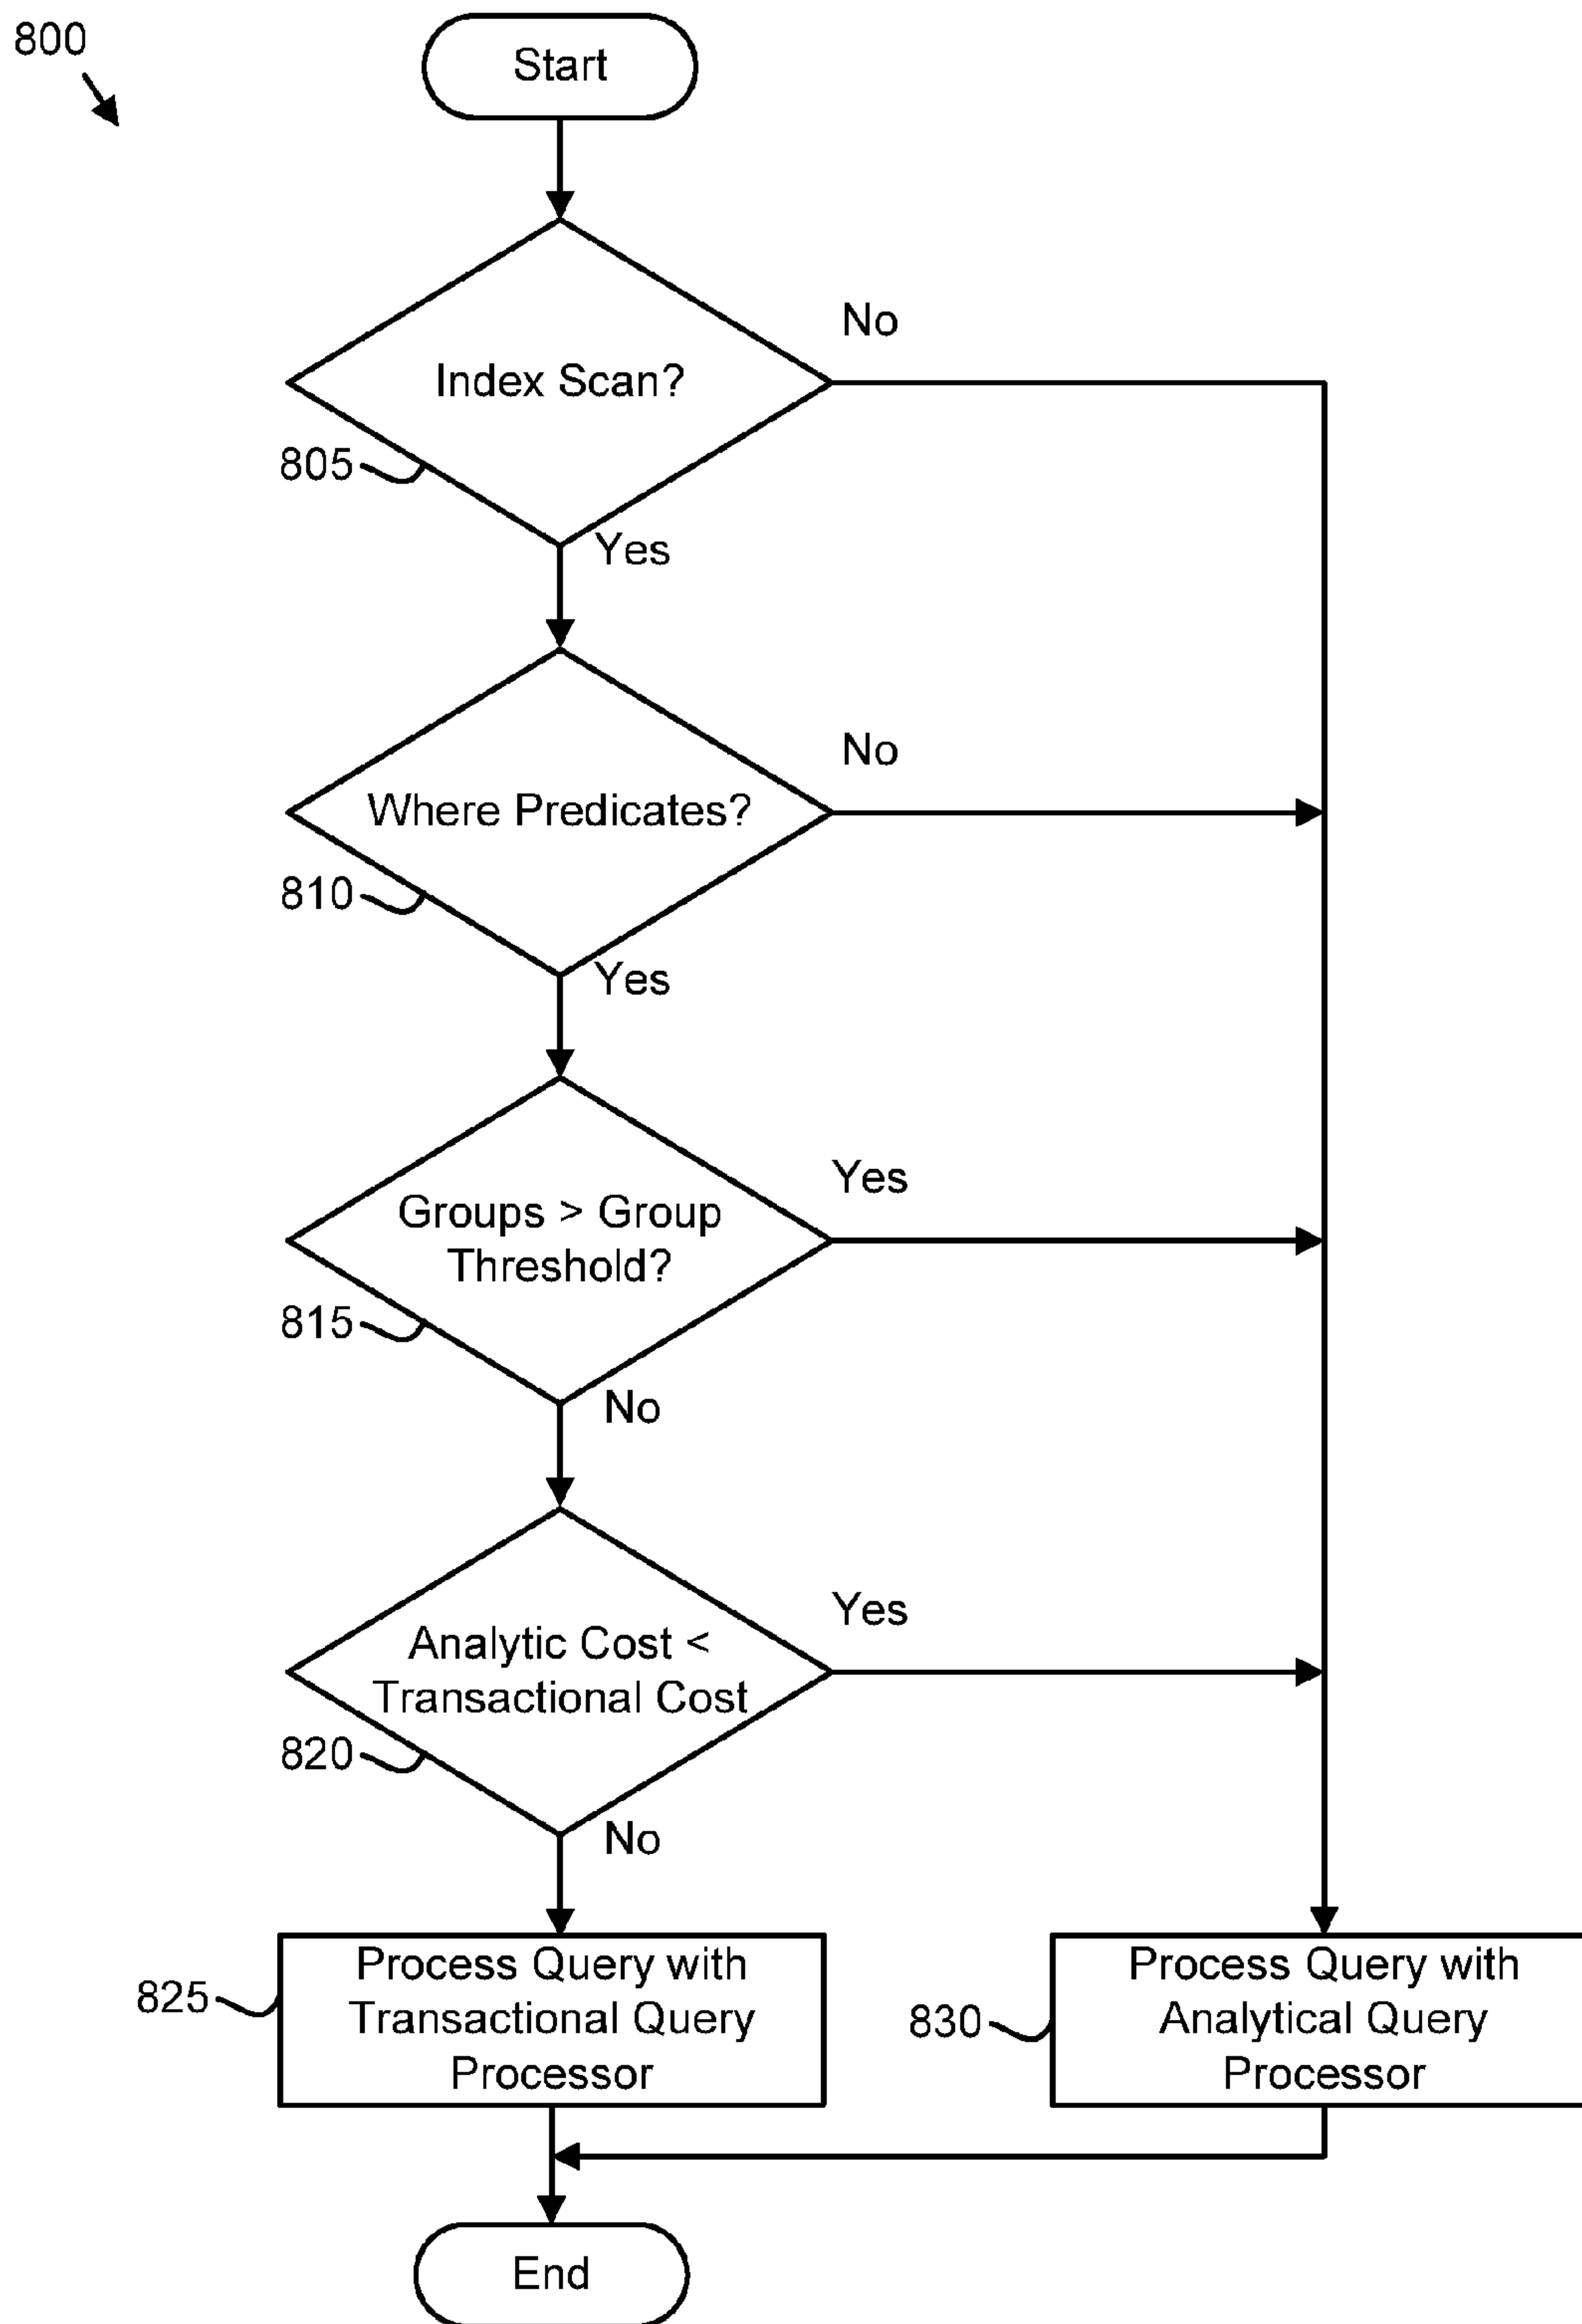 800
Start
No
Index Scan?
805
Yes
No
Where Predicates?
810
Yes
Yes
Groups > Group
Threshold?
815
No
Yes
Analytic Cost <
Transactional Cost
820
No
825
Process Query with
Transactional Query
Processor
830
Process Query with
Analytical Query
Processor
End